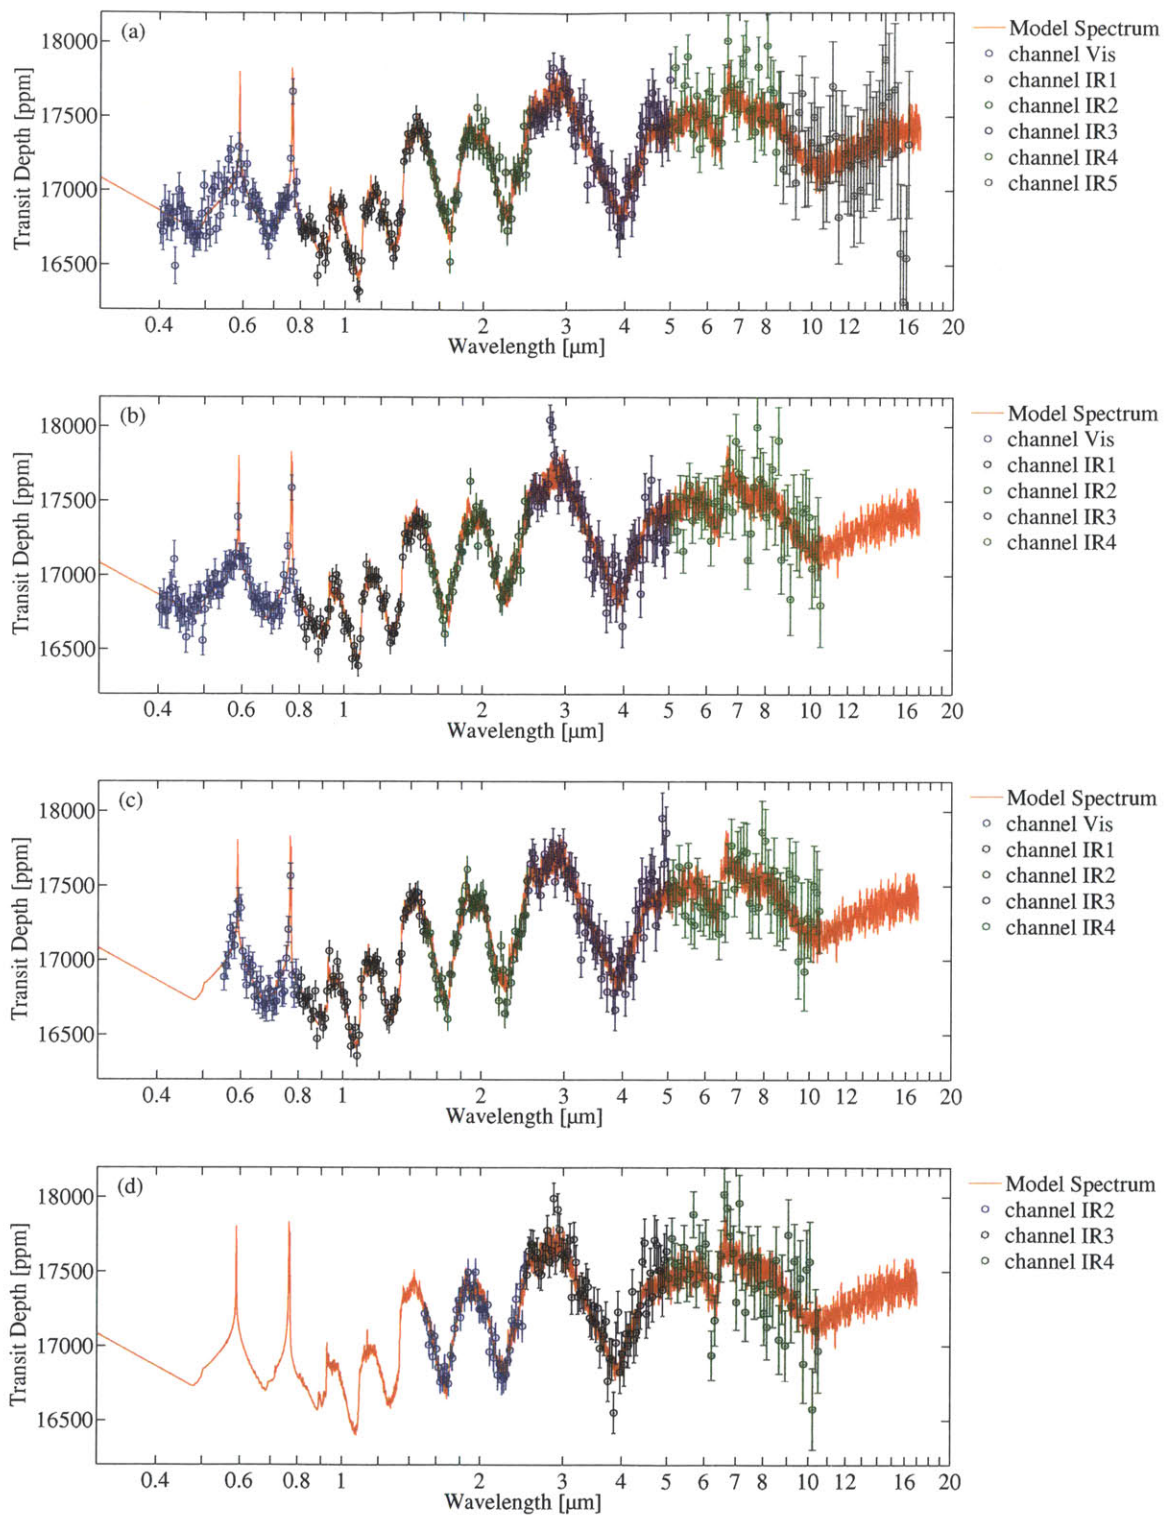 (a)
18000
17500
17000
16500
Transit Depth [ppm]
0.4 0.6 0.8 1 2 3 4 5 6 7 8 10 12 16 20
Wavelength [μm]
Model Spectrum
channel Vis
channel IR1
channel IR2
channel IR3
channel IR4
channel IR5
(b)
18000
17500
17000
16500
Transit Depth [ppm]
0.4 0.6 0.8 1 2 3 4 5 6 7 8 10 12 16 20
Wavelength [μm]
Model Spectrum
channel Vis
channel IR1
channel IR2
channel IR3
channel IR4
(c)
18000
17500
17000
16500
Transit Depth [ppm]
0.4 0.6 0.8 1 2 3 4 5 6 7 8 10 12 16 20
Wavelength [μm]
Model Spectrum
channel Vis
channel IR1
channel IR2
channel IR3
channel IR4
(d)
18000
17500
17000
16500
Transit Depth [ppm]
0.4 0.6 0.8 1 2 3 4 5 6 7 8 10 12 16 20
Wavelength [μm]
Model Spectrum
channel IR2
channel IR3
channel IR4